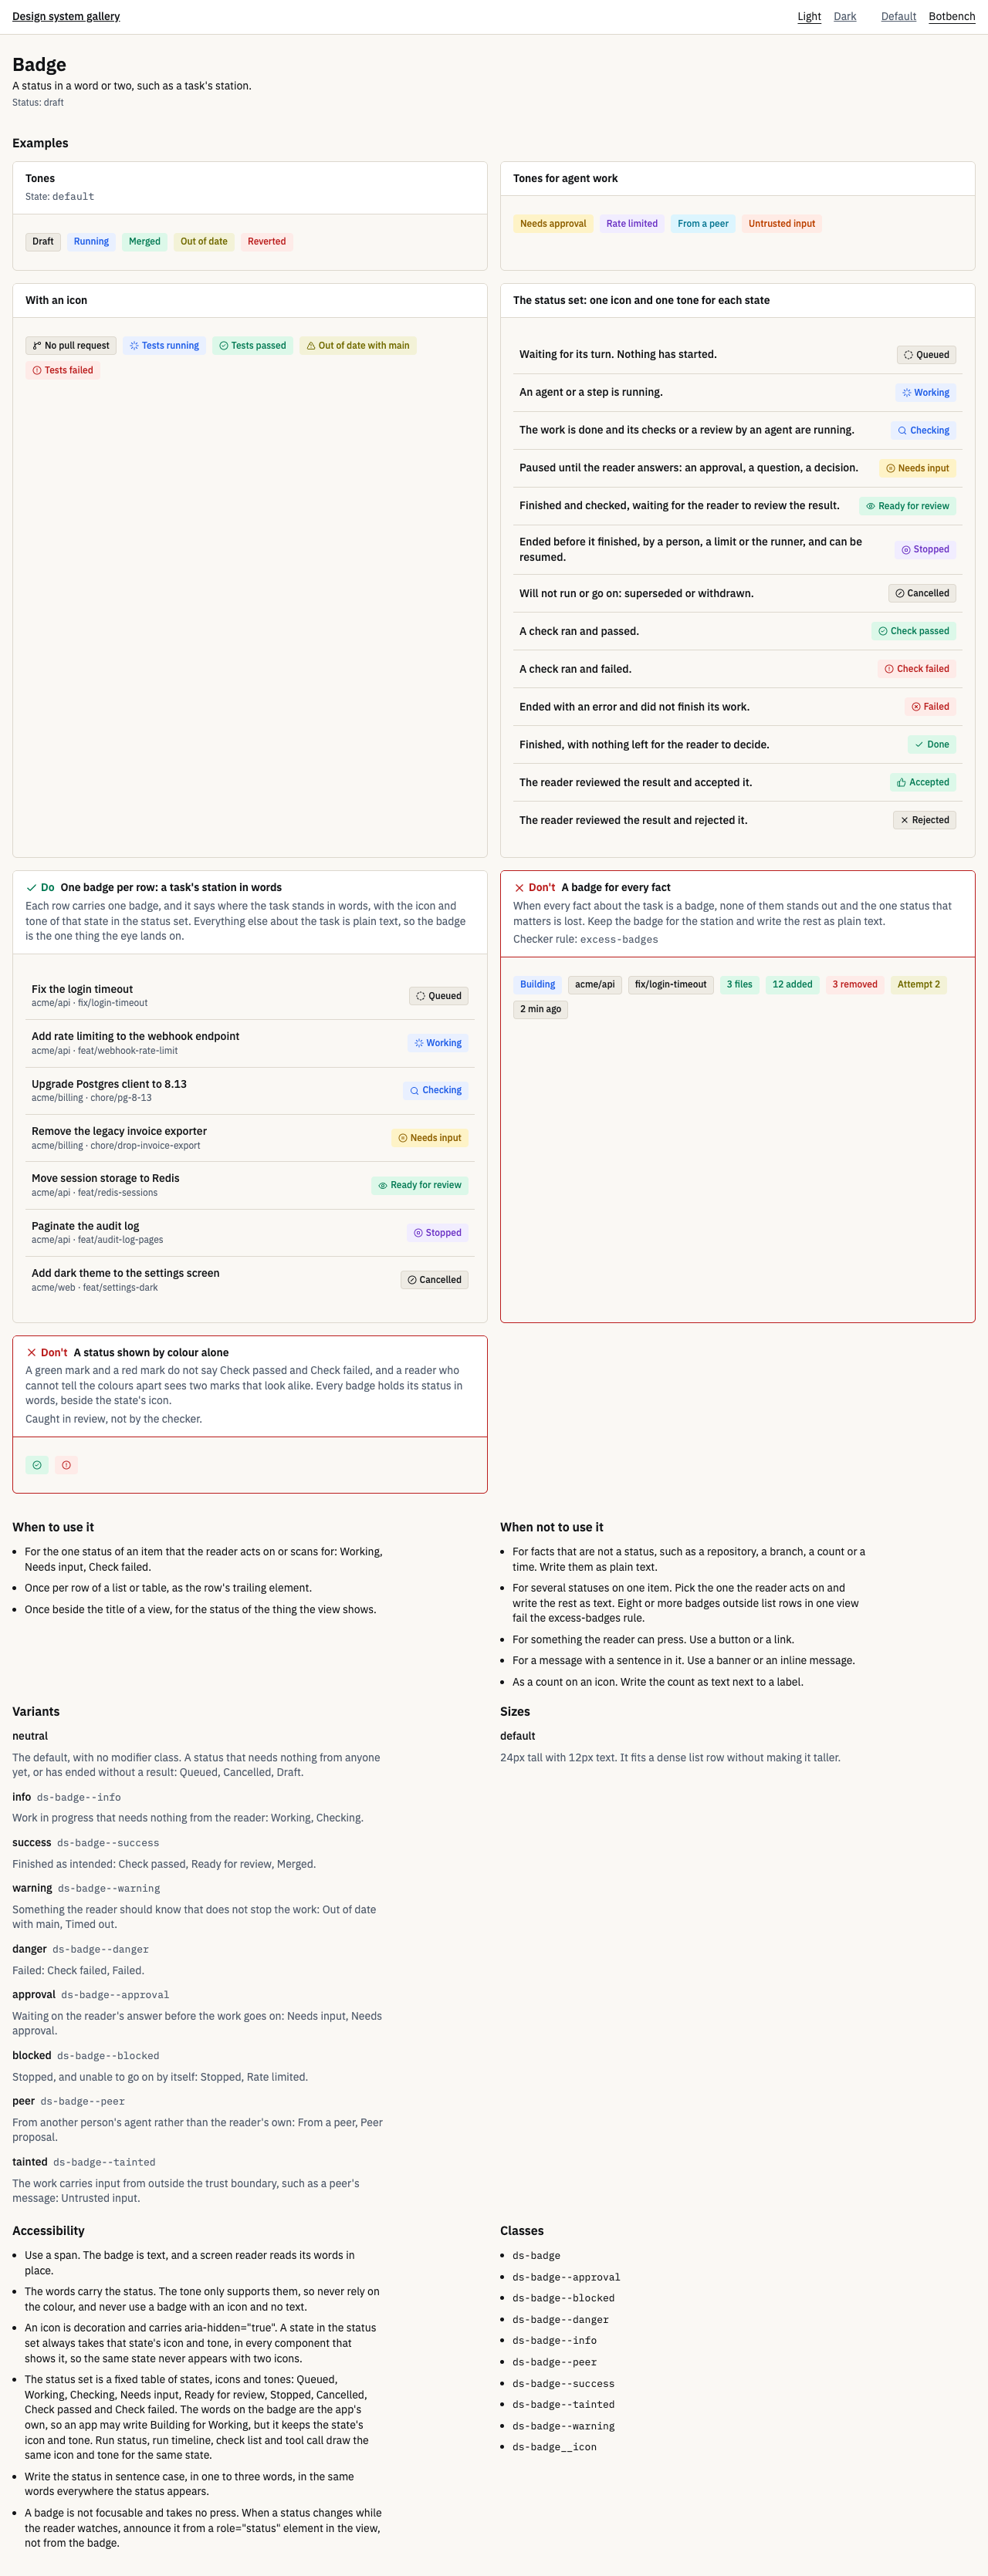 Design system gallery
Light Dark Default Botbench
Badge
A status in a word or two, such as a task's station.
Status: draft
Examples
Tones
State: default
Draft Running Merged Out of date Reverted
Tones for agent work
Needs approval Rate limited From a peer Untrusted input
With an icon
No pull request Tests running Tests passed Out of date with main
Tests failed
The status set: one icon and one tone for each state
Waiting for its turn. Nothing has started. Queued
An agent or a step is running. Working
The work is done and its checks or a review by an agent are running. Checking
Paused until the reader answers: an approval, a question, a decision. Needs input
Finished and checked, waiting for the reader to review the result. Ready for review
Ended before it finished, by a person, a limit or the runner, and can be
resumed. Stopped
Will not run or go on: superseded or withdrawn. Cancelled
A check ran and passed. Check passed
A check ran and failed. Check failed
Ended with an error and did not finish its work. Failed
Finished, with nothing left for the reader to decide. Done
The reader reviewed the result and accepted it. Accepted
The reader reviewed the result and rejected it. Rejected
Do One badge per row: a task's station in words
Each row carries one badge, and it says where the task stands in words, with the icon and
tone of that state in the status set. Everything else about the task is plain text, so the badge
is the one thing the eye lands on.
Fix the login timeout
acme/api · fix/login-timeout
Queued
Add rate limiting to the webhook endpoint
acme/api · feat/webhook-rate-limit
Working
Upgrade Postgres client to 8.13
acme/billing · chore/pg-8-13
Checking
Remove the legacy invoice exporter
acme/billing · chore/drop-invoice-export
Needs input
Move session storage to Redis
acme/api · feat/redis-sessions
Ready for review
Paginate the audit log
acme/api · feat/audit-log-pages
Stopped
Add dark theme to the settings screen
acme/web · feat/settings-dark
Cancelled
Don't A badge for every fact
When every fact about the task is a badge, none of them stands out and the one status that
matters is lost. Keep the badge for the station and write the rest as plain text.
Checker rule: excess-badges
Building acme/api fix/login-timeout 3 files 12 added 3 removed Attempt 2
2 min ago
Don't A status shown by colour alone
A green mark and a red mark do not say Check passed and Check failed, and a reader who
cannot tell the colours apart sees two marks that look alike. Every badge holds its status in
words, beside the state's icon.
Caught in review, not by the checker.
When to use it
For the one status of an item that the reader acts on or scans for: Working,
Needs input, Check failed.
Once per row of a list or table, as the row's trailing element.
Once beside the title of a view, for the status of the thing the view shows.
When not to use it
For facts that are not a status, such as a repository, a branch, a count or a
time. Write them as plain text.
For several statuses on one item. Pick the one the reader acts on and
write the rest as text. Eight or more badges outside list rows in one view
fail the excess-badges rule.
For something the reader can press. Use a button or a link.
For a message with a sentence in it. Use a banner or an inline message.
As a count on an icon. Write the count as text next to a label.
Variants
neutral
The default, with no modifier class. A status that needs nothing from anyone
yet, or has ended without a result: Queued, Cancelled, Draft.
info ds-badge--info
Work in progress that needs nothing from the reader: Working, Checking.
success ds-badge--success
Finished as intended: Check passed, Ready for review, Merged.
warning ds-badge--warning
Something the reader should know that does not stop the work: Out of date
with main, Timed out.
danger ds-badge--danger
Failed: Check failed, Failed.
approval ds-badge--approval
Waiting on the reader's answer before the work goes on: Needs input, Needs
approval.
blocked ds-badge--blocked
Stopped, and unable to go on by itself: Stopped, Rate limited.
peer ds-badge--peer
From another person's agent rather than the reader's own: From a peer, Peer
proposal.
tainted ds-badge--tainted
The work carries input from outside the trust boundary, such as a peer's
message: Untrusted input.
Sizes
default
24px tall with 12px text. It fits a dense list row without making it taller.
Accessibility
Use a span. The badge is text, and a screen reader reads its words in
place.
The words carry the status. The tone only supports them, so never rely on
the colour, and never use a badge with an icon and no text.
An icon is decoration and carries aria-hidden="true". A state in the status
set always takes that state's icon and tone, in every component that
shows it, so the same state never appears with two icons.
The status set is a fixed table of states, icons and tones: Queued,
Working, Checking, Needs input, Ready for review, Stopped, Cancelled,
Check passed and Check failed. The words on the badge are the app's
own, so an app may write Building for Working, but it keeps the state's
icon and tone. Run status, run timeline, check list and tool call draw the
same icon and tone for the same state.
Write the status in sentence case, in one to three words, in the same
words everywhere the status appears.
A badge is not focusable and takes no press. When a status changes while
the reader watches, announce it from a role="status" element in the view,
not from the badge.
Classes
ds-badge
ds-badge--approval
ds-badge--blocked
ds-badge--danger
ds-badge--info
ds-badge--peer
ds-badge--success
ds-badge--tainted
ds-badge--warning
ds-badge__icon